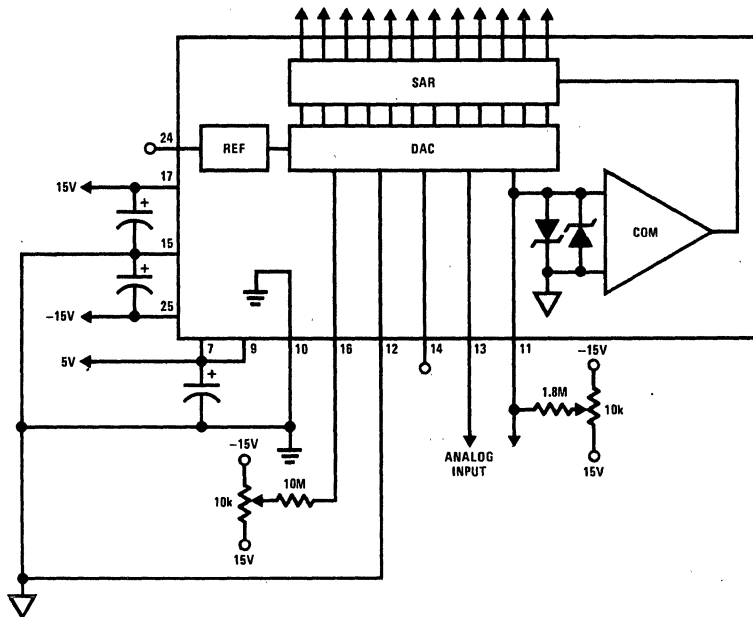 SAR
24
REF
DAC
17
15V
+
15
COM
+
25
-15V
7
9
10
16
12
14
13
11
5V
+
-15V
1.8M
10k
ANALOG
INPUT
15V
-15V
10M
10k
15V